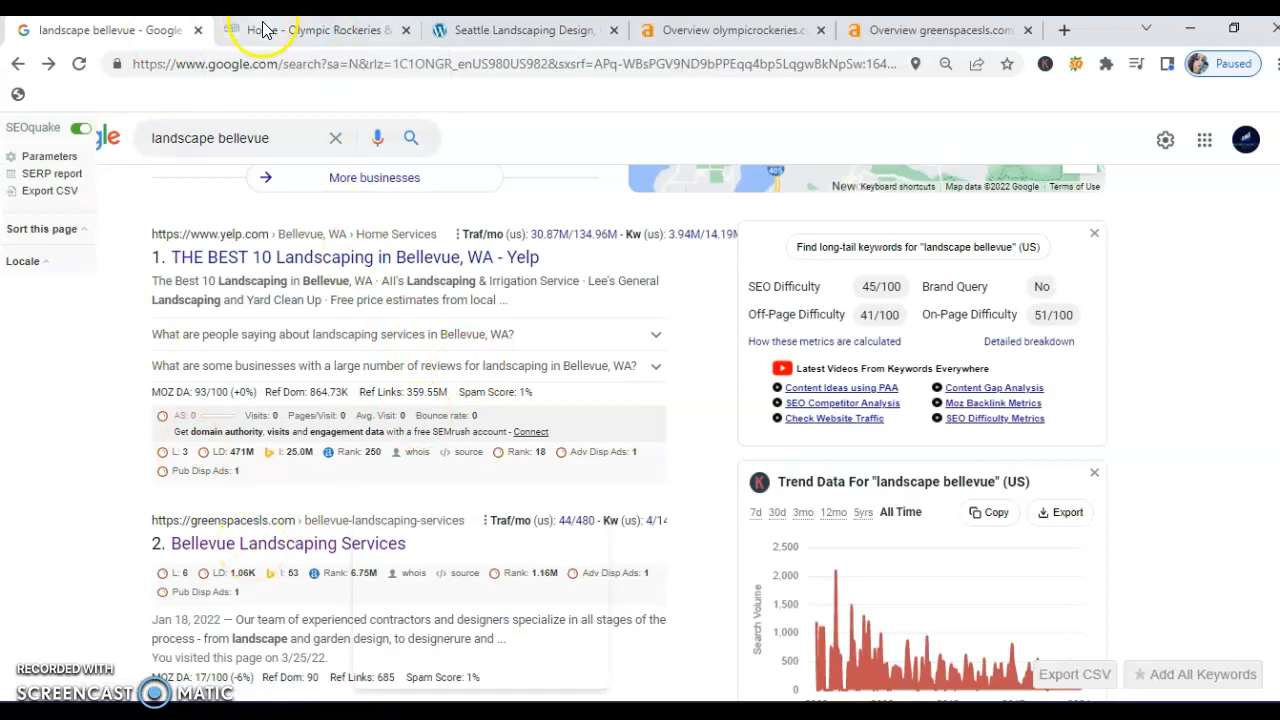 landscape bellevue - Google
Home - Olympic Rockeries &
Seattle Landscaping Design,
Overview olympicrockeries.c
Overview greenspacesl.com
https://www.google.com/search?sa=N&rlz=1C1ONGR_enUS980US982&sxsrf=APq-WBsPGV9ND9bPPEqq4bp5LqgwBkNpSw:164...
Paused
SEOquake
gle
landscape bellevue
Parameters
SERP report
Export CSV
Sort this page
Locale
More businesses
New
Keyboard shortcuts
Map data ©2022 Google
Terms of Use
405
https://www.yelp.com › Bellevue, WA › Home Services
Traf/mo (us): 30.87M/134.96M - Kw (us): 3.94M/14.19M
1. THE BEST 10 Landscaping in Bellevue, WA - Yelp
The Best 10 Landscaping in Bellevue, WA · All's Landscaping & Irrigation Service · Lee's General
Landscaping and Yard Clean Up · Free price estimates from local ...
What are people saying about landscaping services in Bellevue, WA?
What are some businesses with a large number of reviews for landscaping in Bellevue, WA?
MOZ DA: 93/100 (+0%) Ref Dom: 864.73K Ref Links: 359.55M Spam Score: 1%
AS: 0 Visits: 0 Pages/Visit: 0 Avg. Visit: 0 Bounce rate: 0
Get domain authority, visits and engagement data with a free SEMrush account - Connect
L: 3 LD: 471M I: 25.0M Rank: 250 whois source Rank: 18 Adv Disp Ads: 1
Pub Disp Ads: 1
https://greenspacesls.com › bellevue-landscaping-services
Traf/mo (us): 44/480 - Kw (us): 4/14
2. Bellevue Landscaping Services
L: 6 LD: 1.06K I: 53 Rank: 6.75M whois source Rank: 1.16M Adv Disp Ads: 1
Pub Disp Ads: 1
Jan 18, 2022 — Our team of experienced contractors and designers specialize in all stages of the
process - from landscape and garden design, to designerure and ...
You visited this page on 3/25/22.
MOZ DA: 17/100 (-6%) Ref Dom: 90 Ref Links: 685 Spam Score: 1%
Find long-tail keywords for "landscape bellevue" (US)
SEO Difficulty 45/100 Brand Query No
Off-Page Difficulty 41/100 On-Page Difficulty 51/100
How these metrics are calculated
Detailed breakdown
Latest Videos From Keywords Everywhere
Content Ideas using PAA
Content Gap Analysis
SEO Competitor Analysis
Moz Backlink Metrics
Check Website Traffic
SEO Difficulty Metrics
K
Trend Data For "landscape bellevue" (US)
7d 30d 3mo 12mo 5yrs All Time
Copy
Export
2,500
2,000
1,500
1,000
500
0
Search Volume
Export CSV
Add All Keywords
RECORDED WITH
SCREENCAST MATIC